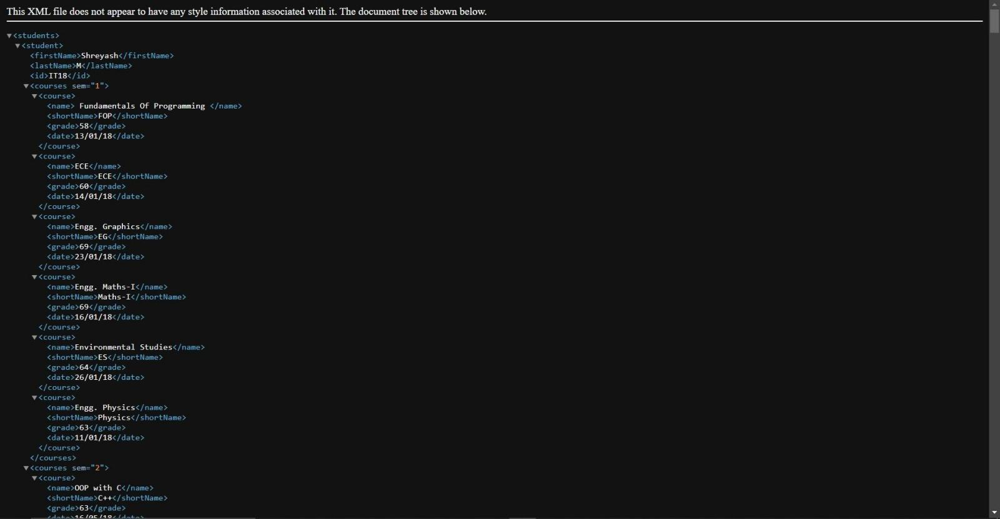 This XML file does not appear to have any style information associated with it. The document tree is shown below.
▼<students>
▼<student>
<firstName>Shreyash</firstName>
<lastName>M</lastName>
<id>IT18</id>
▼<courses sem="1">
▼<course>
<name> Fundamentals Of Programming </name>
<shortName>FOP</shortName>
<grade>58</grade>
<date>13/01/18</date>
</course>
▼<course>
<name>ECE</name>
<shortName>ECE</shortName>
<grade>60</grade>
<date>14/01/18</date>
</course>
▼<course>
<name>Engg. Graphics</name>
<shortName>EG</shortName>
<grade>69</grade>
<date>23/01/18</date>
</course>
▼<course>
<name>Engg. Maths-I</name>
<shortName>Maths-I</shortName>
<grade>69</grade>
<date>16/01/18</date>
</course>
▼<course>
<name>Environmental Studies</name>
<shortName>ES</shortName>
<grade>64</grade>
<date>26/01/18</date>
</course>
▼<course>
<name>Engg. Physics</name>
<shortName>Physics</shortName>
<grade>63</grade>
<date>11/01/18</date>
</course>
</courses>
▼<courses sem="2">
▼<course>
<name>OOP with C</name>
<shortName>C++</shortName>
<grade>63</grade>
<date>16/05/18</date>